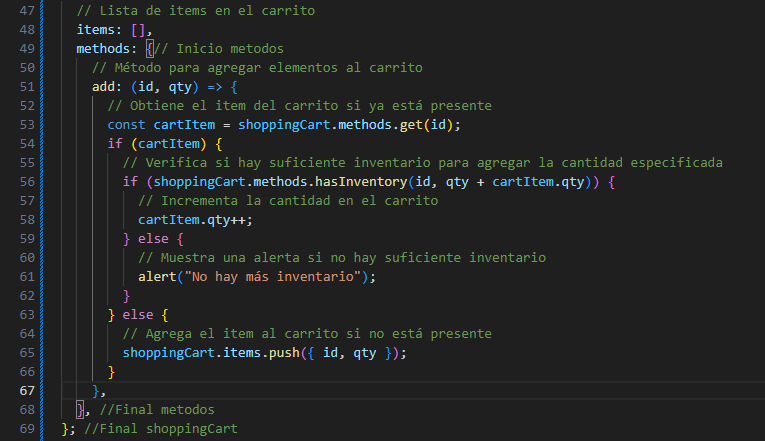 47 // Lista de items en el carrito
48 items: [],
49 methods: {// Inicio metodos
50 // Método para agregar elementos al carrito
51 add: (id, qty) => {
52 // Obtiene el item del carrito si ya está presente
53 const cartItem = shoppingCart.methods.get(id);
54 if (cartItem) {
55 // Verifica si hay suficiente inventario para agregar la cantidad especificada
56 if (shoppingCart.methods.hasInventory(id, qty + cartItem.qty)) {
57 // Incrementa la cantidad en el carrito
58 cartItem.qty++;
59 } else {
60 // Muestra una alerta si no hay suficiente inventario
61 alert("No hay más inventario");
62 }
63 } else {
64 // Agrega el item al carrito si no está presente
65 shoppingCart.items.push({ id, qty });
66 }
67 },
68 }, //Final metodos
69 }; //Final shoppingCart